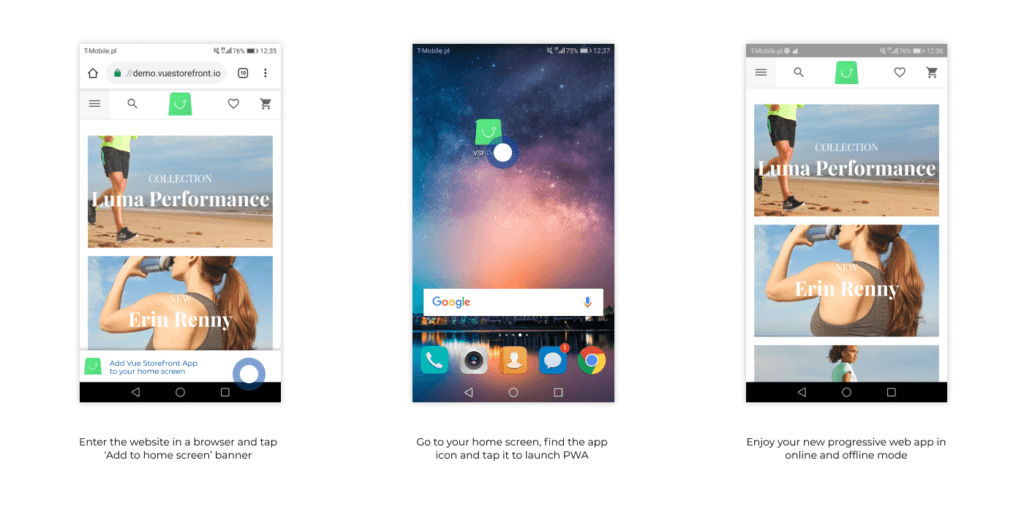 T-Mobile.pl 76% 12:35
//demo.vuestorefront.io 10
COLLECTION
Luma Performance
NEW
Erin Renny
Add Vue Storefront App
to your home screen
Enter the website in a browser and tap
‘Add to home screen’ banner
T-Mobile.pl 75% 12:37
VSF
Google
1
Go to your home screen, find the app
icon and tap it to launch PWA
T-Mobile.pl 76% 12:36
COLLECTION
Luma Performance
NEW
Erin Renny
Enjoy your new progressive web app in
online and offline mode